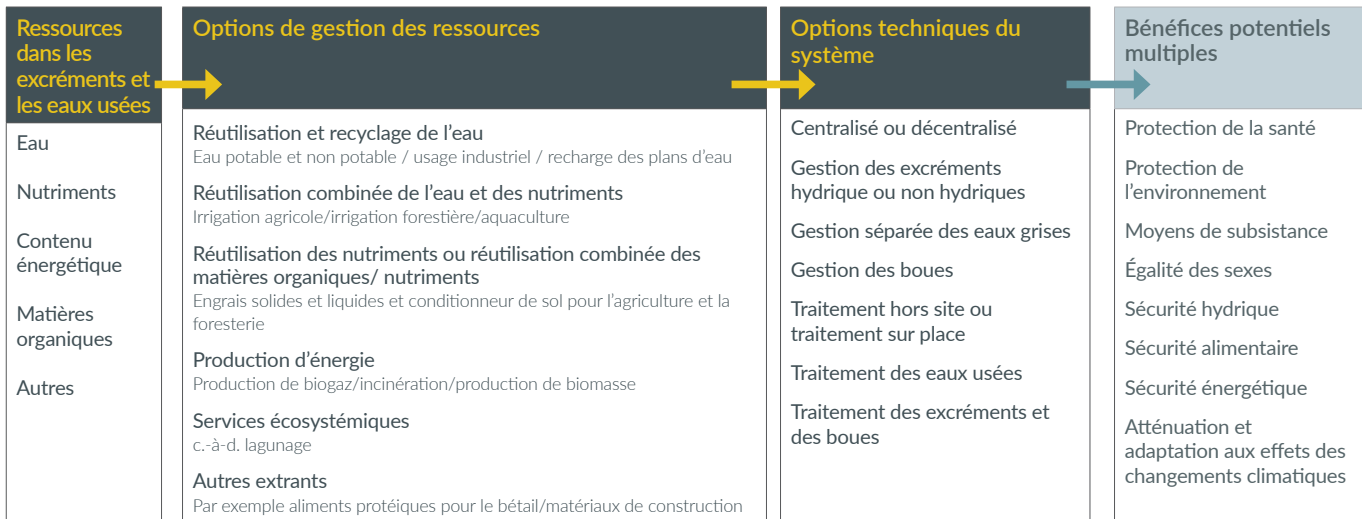 Ressources
dans les
excréments et
les eaux usées
Eau
Nutriments
Contenu
énergétique
Matières
organiques
Autres
Options de gestion des ressources
Réutilisation et recyclage de l'eau
Eau potable et non potable / usage industriel / recharge des plans d'eau
Réutilisation combinée de l'eau et des nutriments
Irrigation agricole/irrigation forestière/aquaculture
Réutilisation des nutriments ou réutilisation combinée des
matières organiques/ nutriments
Engrais solides et liquides et conditionneur de sol pour l'agriculture et la
foresterie
Production d'énergie
Production de biogaz/incinération/production de biomasse
Services écosystémiques
c.-à-d. lagunage
Autres extrants
Par exemple aliments protéiques pour le bétail/matériaux de construction
Options techniques du
système
Centralisé ou décentralisé
Gestion des excréments
hydrique ou non hydriques
Gestion séparée des eaux grises
Gestion des boues
Traitement hors site ou
traitement sur place
Traitement des eaux usées
Traitement des excréments et
des boues
Bénéfices potentiels
multiples
Protection de la santé
Protection de
l'environnement
Moyens de subsistance
Égalité des sexes
Sécurité hydrique
Sécurité alimentaire
Sécurité énergétique
Atténuation et
adaptation aux effets des
changements climatiques